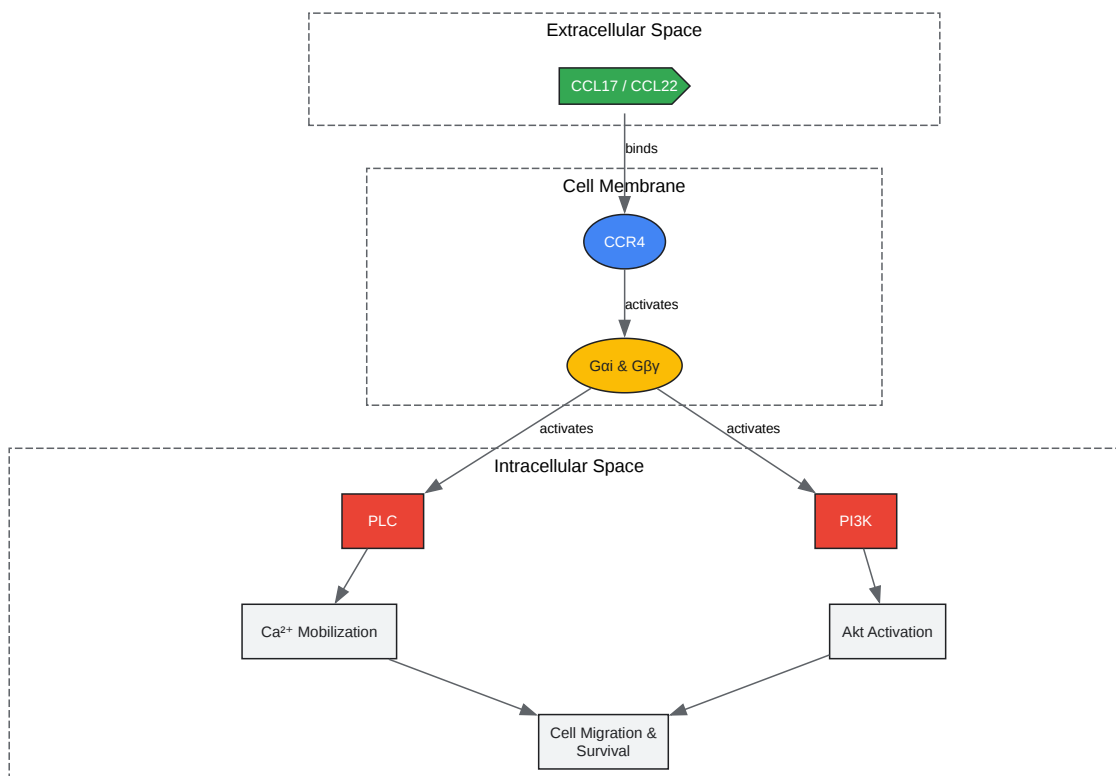 Extracellular Space
CCL17 / CCL22
binds
Cell Membrane
CCR4
activates
Gαi & Gβγ
activates
activates
Intracellular Space
PLC
PI3K
Ca²⁺ Mobilization
Akt Activation
Cell Migration &
Survival